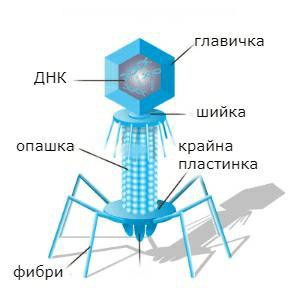 главичка
ДНК
шийка
опашка
крайна
пластинка
фибри